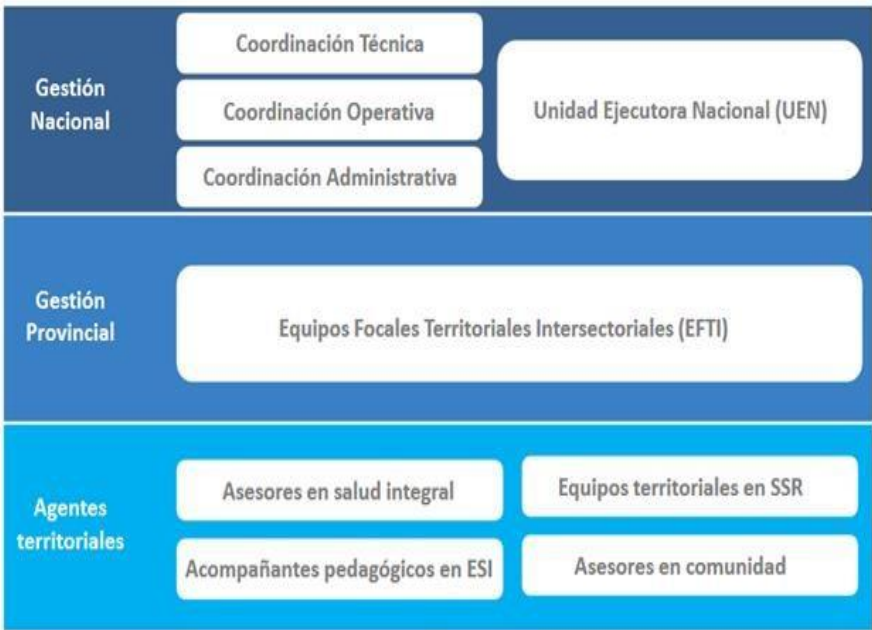 Gestión
Nacional
Coordinación Técnica
Coordinación Operativa
Coordinación Administrativa
Unidad Ejecutora Nacional (UEN)
Gestión
Provincial
Equipos Focales Territoriales Intersectoriales (EFTI)
Agentes
territoriales
Asesores en salud integral
Equipos territoriales en SSR
Acompañantes pedagógicos en ESI
Asesores en comunidad